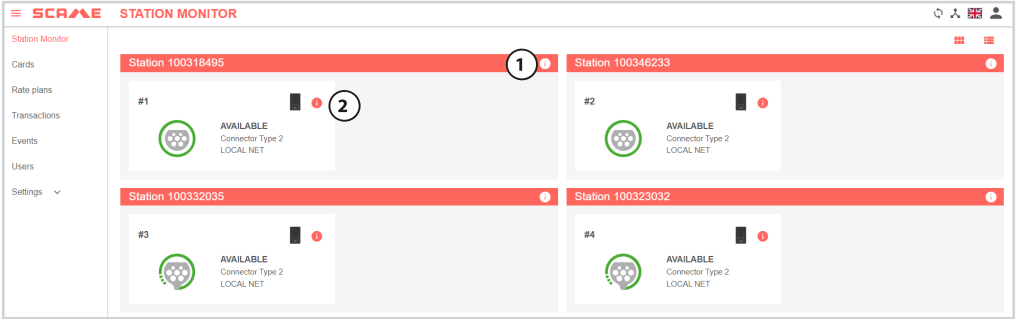 SCAME STATION MONITOR
Station Monitor
Cards
Rate plans
Transactions
Events
Users
Settings
Station 100318495
1
#1
2
AVAILABLE
Connector Type 2
LOCAL NET
Station 100346233
#2
AVAILABLE
Connector Type 2
LOCAL NET
Station 100332035
#3
AVAILABLE
Connector Type 2
LOCAL NET
Station 100323032
#4
AVAILABLE
Connector Type 2
LOCAL NET